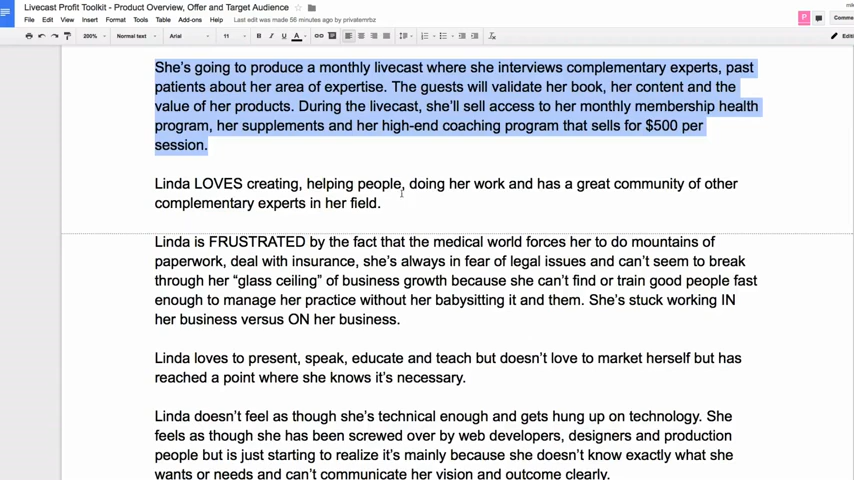 Livecast Profit Toolkit - Product Overview, Offer and Target Audience
File Edit View Insert Format Tools Table Add-ons Help Last edit was made 56 minutes ago by privatemrbz
P Comme
200% Normal text Arial 11 Editi
She's going to produce a monthly livecast where she interviews complementary experts, past
patients about her area of expertise. The guests will validate her book, her content and the
value of her products. During the livecast, she'll sell access to her monthly membership health
program, her supplements and her high-end coaching program that sells for $500 per
session.
Linda LOVES creating, helping people, doing her work and has a great community of other
complementary experts in her field.
Linda is FRUSTRATED by the fact that the medical world forces her to do mountains of
paperwork, deal with insurance, she's always in fear of legal issues and can't seem to break
through her “glass ceiling” of business growth because she can't find or train good people fast
enough to manage her practice without her babysitting it and them. She's stuck working IN
her business versus ON her business.
Linda loves to present, speak, educate and teach but doesn't love to market herself but has
reached a point where she knows it's necessary.
Linda doesn't feel as though she's technical enough and gets hung up on technology. She
feels as though she has been screwed over by web developers, designers and production
people but is just starting to realize it's mainly because she doesn't know exactly what she
wants or needs and can't communicate her vision and outcome clearly.